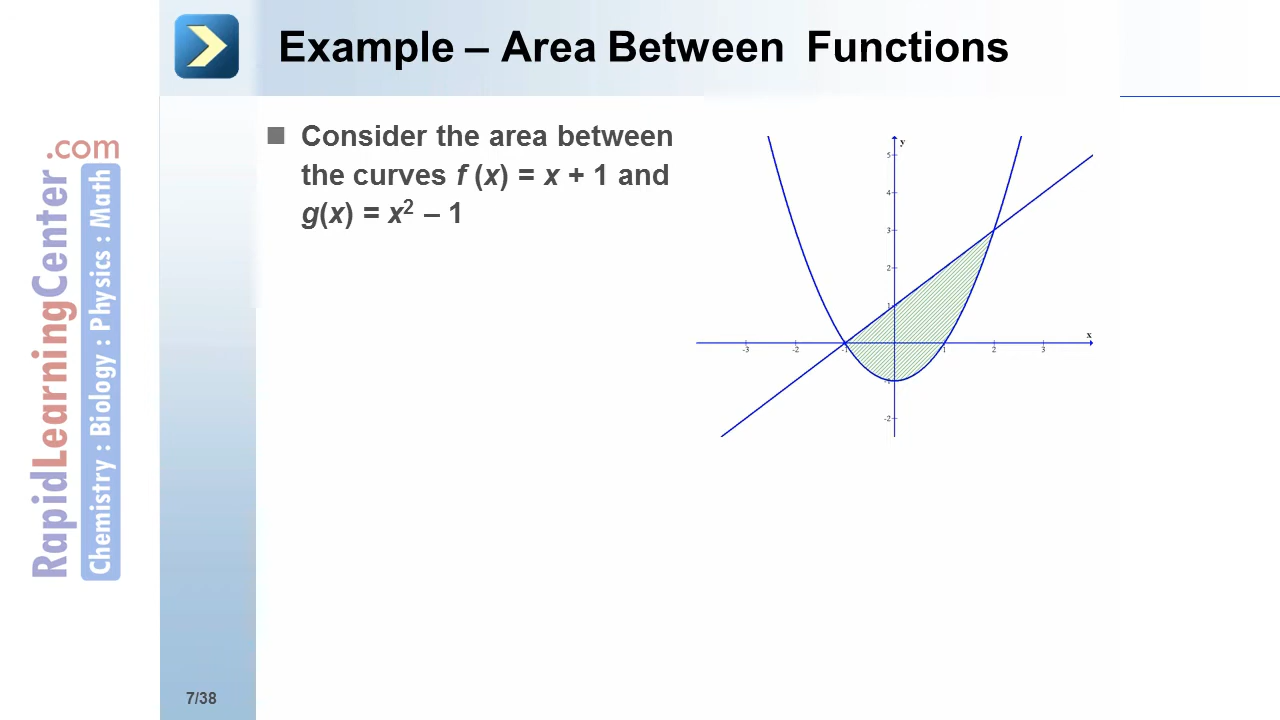 Example – Area Between Functions
Consider the area between
the curves f (x) = x + 1 and
g(x) = x² – 1
y
5
4
3
2
1
x
-3
-2
-1
1
2
3
-1
-2
RapidLearningCenter
.com
Chemistry : Biology : Physics : Math
7/38